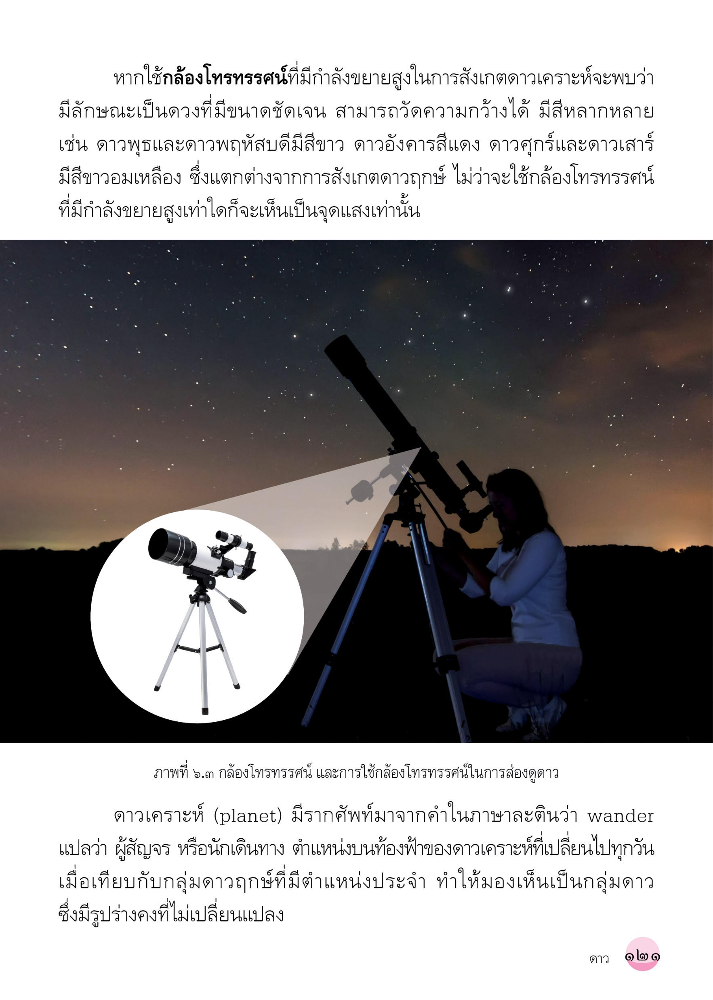 หากใช้กล้องโทรทรรศน์ที่มีกำลังขยายสูงในการสังเกตดาวเคราะห์จะพบว่า
มีลักษณะเป็นดวงที่มีขนาดชัดเจน สามารถวัดความกว้างได้ มีสีหลากหลาย
เช่น ดาวพุธและดาวพฤหัสบดีมีสีขาว ดาวอังคารสีแดง ดาวศุกร์และดาวเสาร์
มีสีขาวอมเหลือง ซึ่งแตกต่างจากการสังเกตดาวฤกษ์ ไม่ว่าจะใช้กล้องโทรทรรศน์
ที่มีกำลังขยายสูงเท่าใดก็จะเห็นเป็นจุดแสงเท่านั้น
ภาพที่ ๖.๓ กล้องโทรทรรศน์ และการใช้กล้องโทรทรรศน์ในการส่องดูดาว
ดาวเคราะห์ (planet) มีรากศัพท์มาจากคำในภาษาละตินว่า wander
แปลว่า ผู้สัญจร หรือนักเดินทาง ตำแหน่งบนท้องฟ้าของดาวเคราะห์ที่เปลี่ยนไปทุกวัน
เมื่อเทียบกับกลุ่มดาวฤกษ์ที่มีตำแหน่งประจำ ทำให้มองเห็นเป็นกลุ่มดาว
ซึ่งมีรูปร่างคงที่ไม่เปลี่ยนแปลง
ดาว ๑๒๑